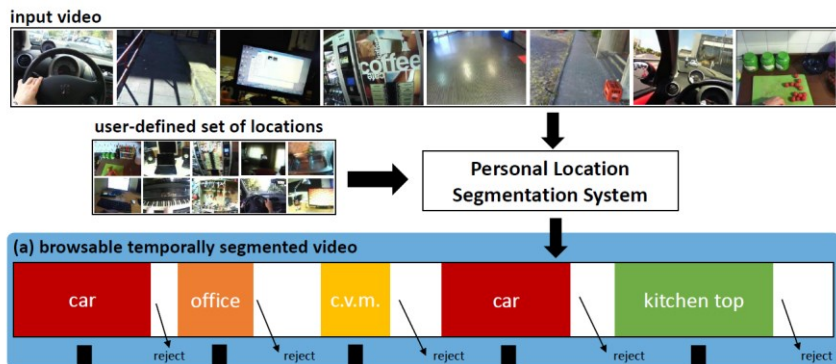 input video
coffee
user-defined set of locations
Personal Location
Segmentation System
(a) browsable temporally segmented video
car
office
c.v.m.
car
kitchen top
reject
reject
reject
reject
reject